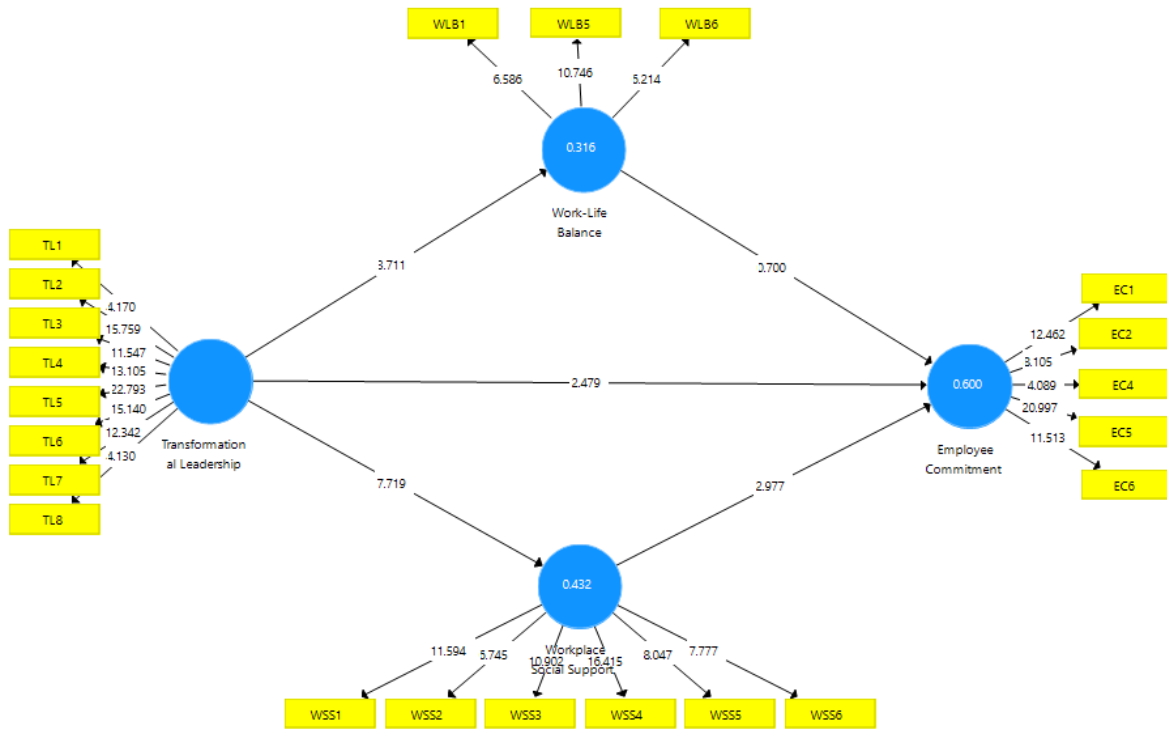 WLB1
WLB5
WLB6
6.586
10.746
5.214
0.316
Work-Life
Balance
TL1
TL2
TL3
TL4
TL5
TL6
TL7
TL8
4.170
15.759
11.547
13.105
22.793
15.140
12.342
4.130
Transformation
al Leadership
3.711
0.700
2.479
7.719
2.977
0.600
Employee
Commitment
12.462
3.105
4.089
20.997
11.513
EC1
EC2
EC4
EC5
EC6
0.432
Workplace
Social Support
11.594
10.902
16.415
8.047
7.777
WSS1
WSS2
WSS3
WSS4
WSS5
WSS6